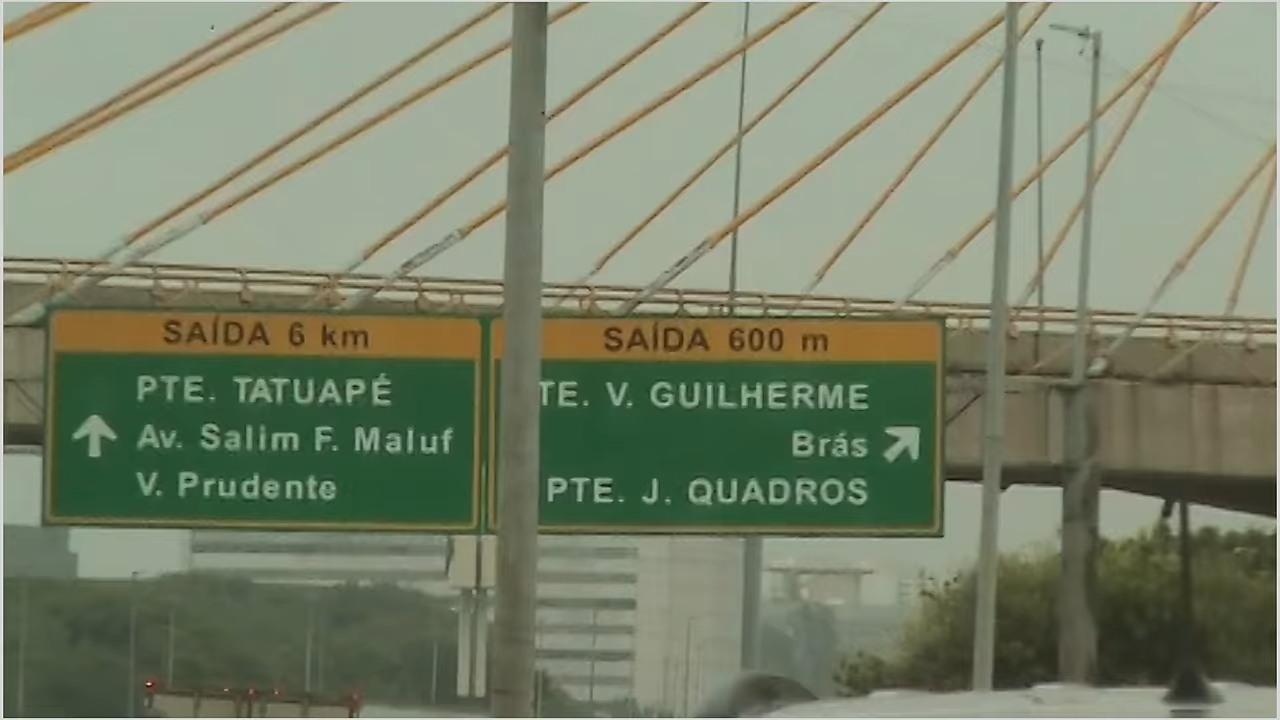 SAÍDA 6 km
PTE. TATUAPÉ
Av. Salim F. Maluf
V. Prudente
SAÍDA 600 m
TE. V. GUILHERME
Brás
PTE. J. QUADROS